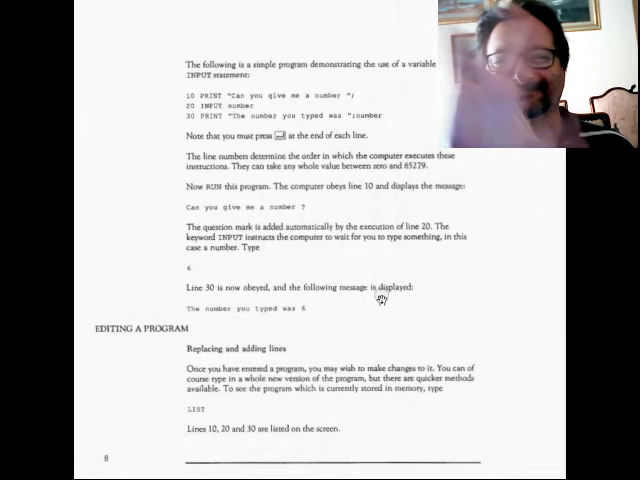 The following is a simple program demonstrating the use of a variable
INPUT statement:
10 PRINT "Can you give me a number ";
20 INPUT number
30 PRINT "The number you typed was ";number
Note that you must press at the end of each line.
The line numbers determine the order in which the computer executes these
instructions. They can take any whole value between zero and 65279.
Now RUN this program. The computer obeys line 10 and displays the message:
Can you give me a number ?
The question mark is added automatically by the execution of line 20. The
keyword INPUT instructs the computer to wait for you to type something, in this
case a number. Type
6
Line 30 is now obeyed, and the following message is displayed:
The number you typed was 6
EDITING A PROGRAM
Replacing and adding lines
Once you have entered a program, you may wish to make changes to it. You can of
course type in a whole new version of the program, but there are quicker methods
available. To see the program which is currently stored in memory, type
LIST
Lines 10, 20 and 30 are listed on the screen.
8